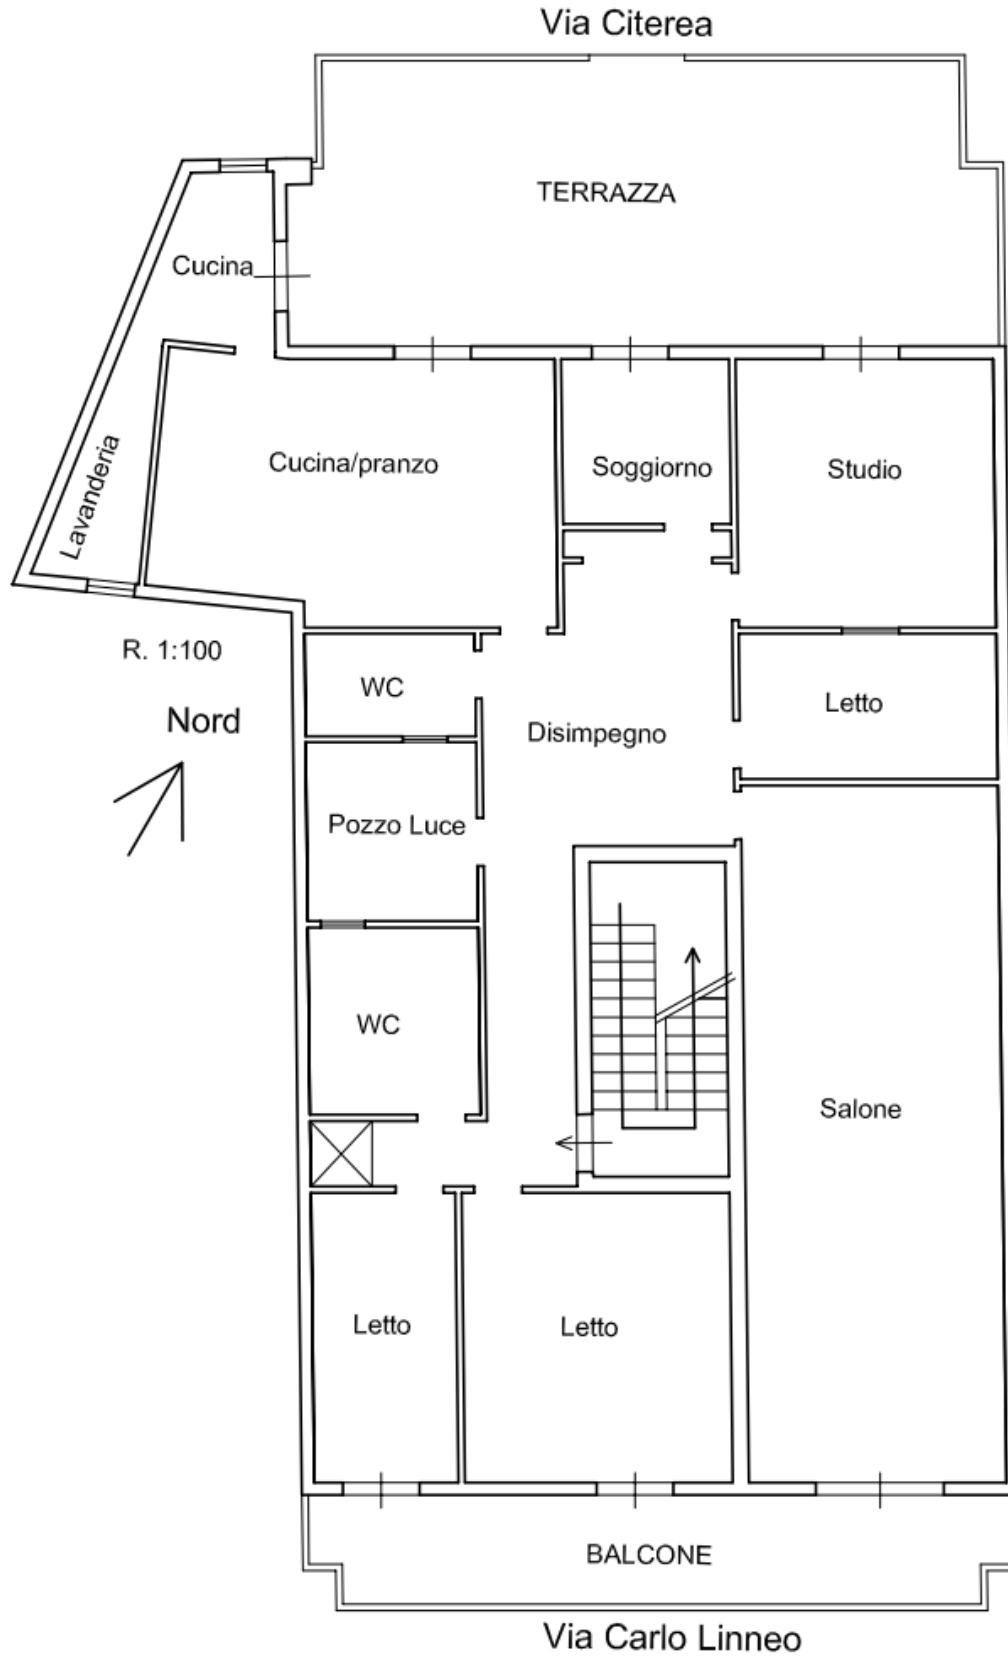 Via Citerea
TERRAZZA
Cucina
Lavanderia
Cucina/pranzo
Soggiorno
Studio
R. 1:100
WC
Letto
Nord
Disimpegno
Pozzo Luce
WC
Salone
Letto
Letto
BALCONE
Via Carlo Linneo